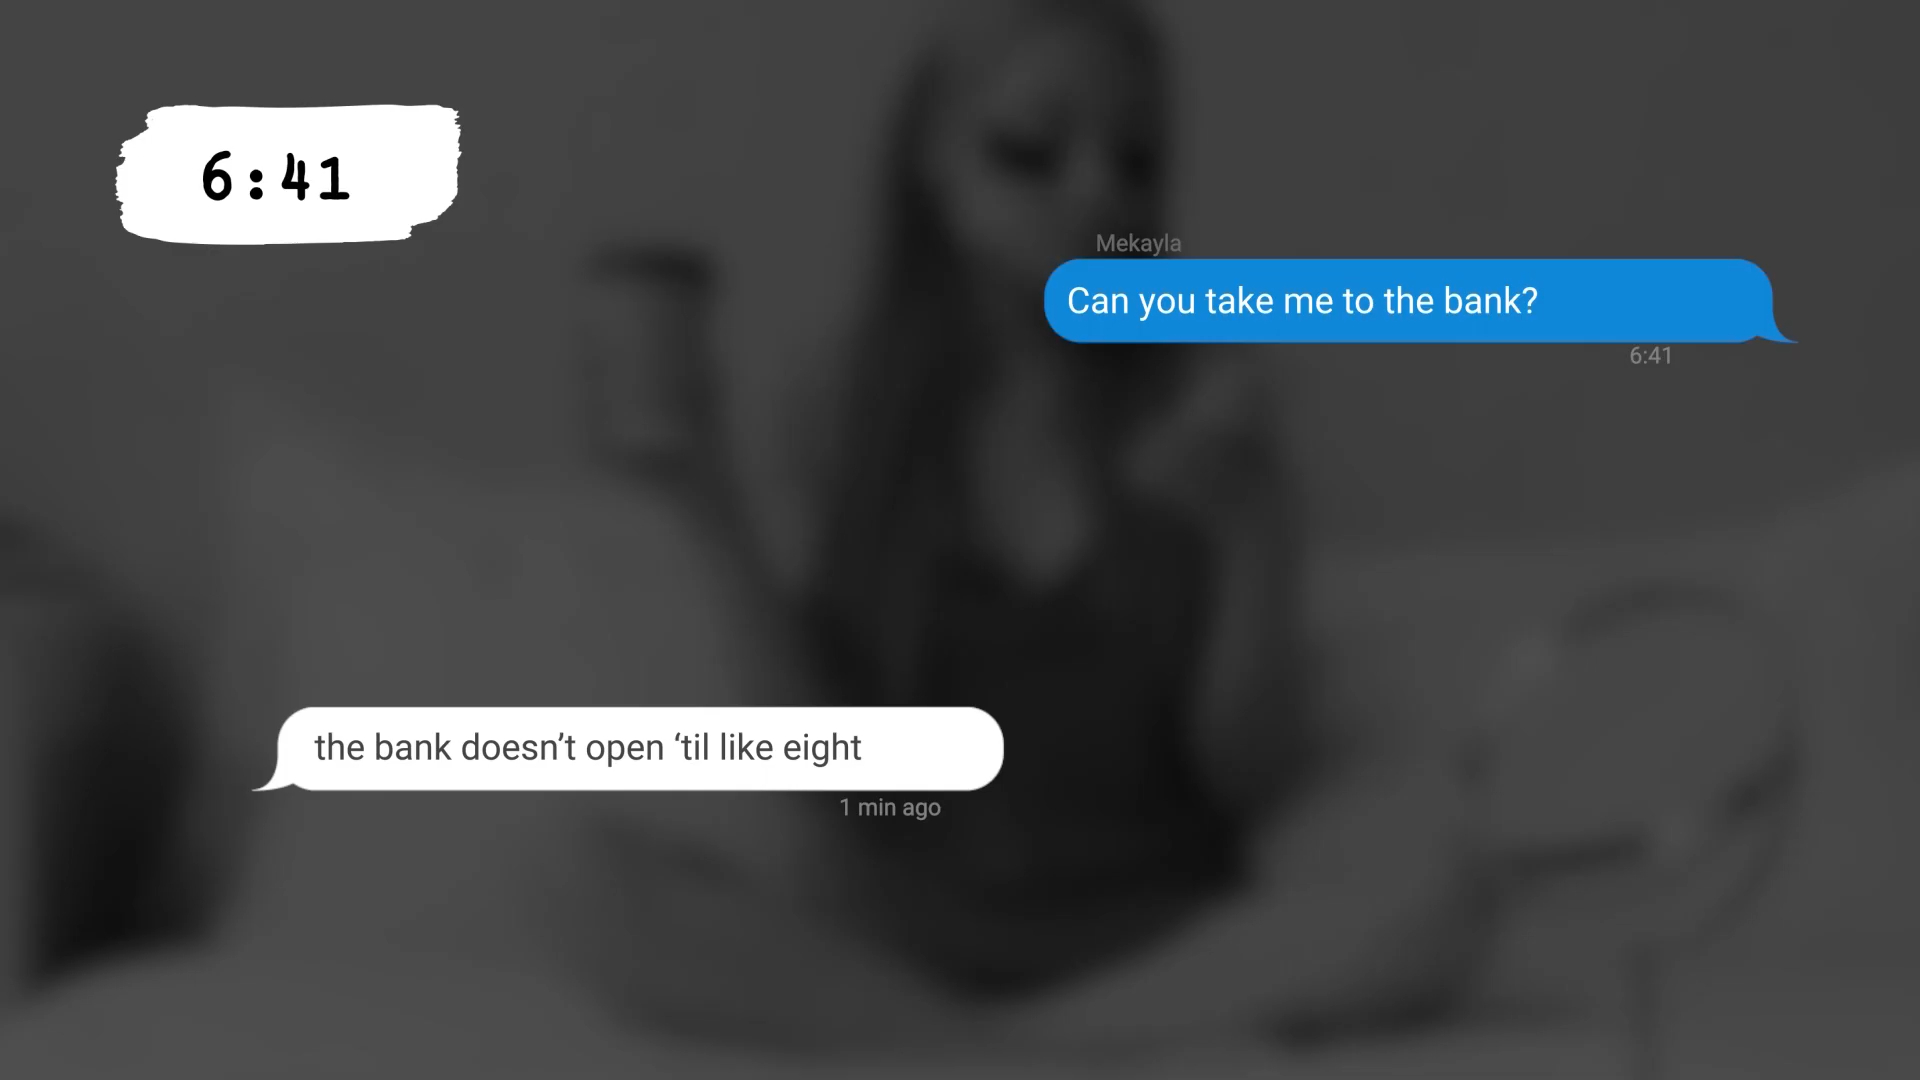 6:41
Mekayla
Can you take me to the bank?
6:41
the bank doesn’t open ‘til like eight
1 min ago